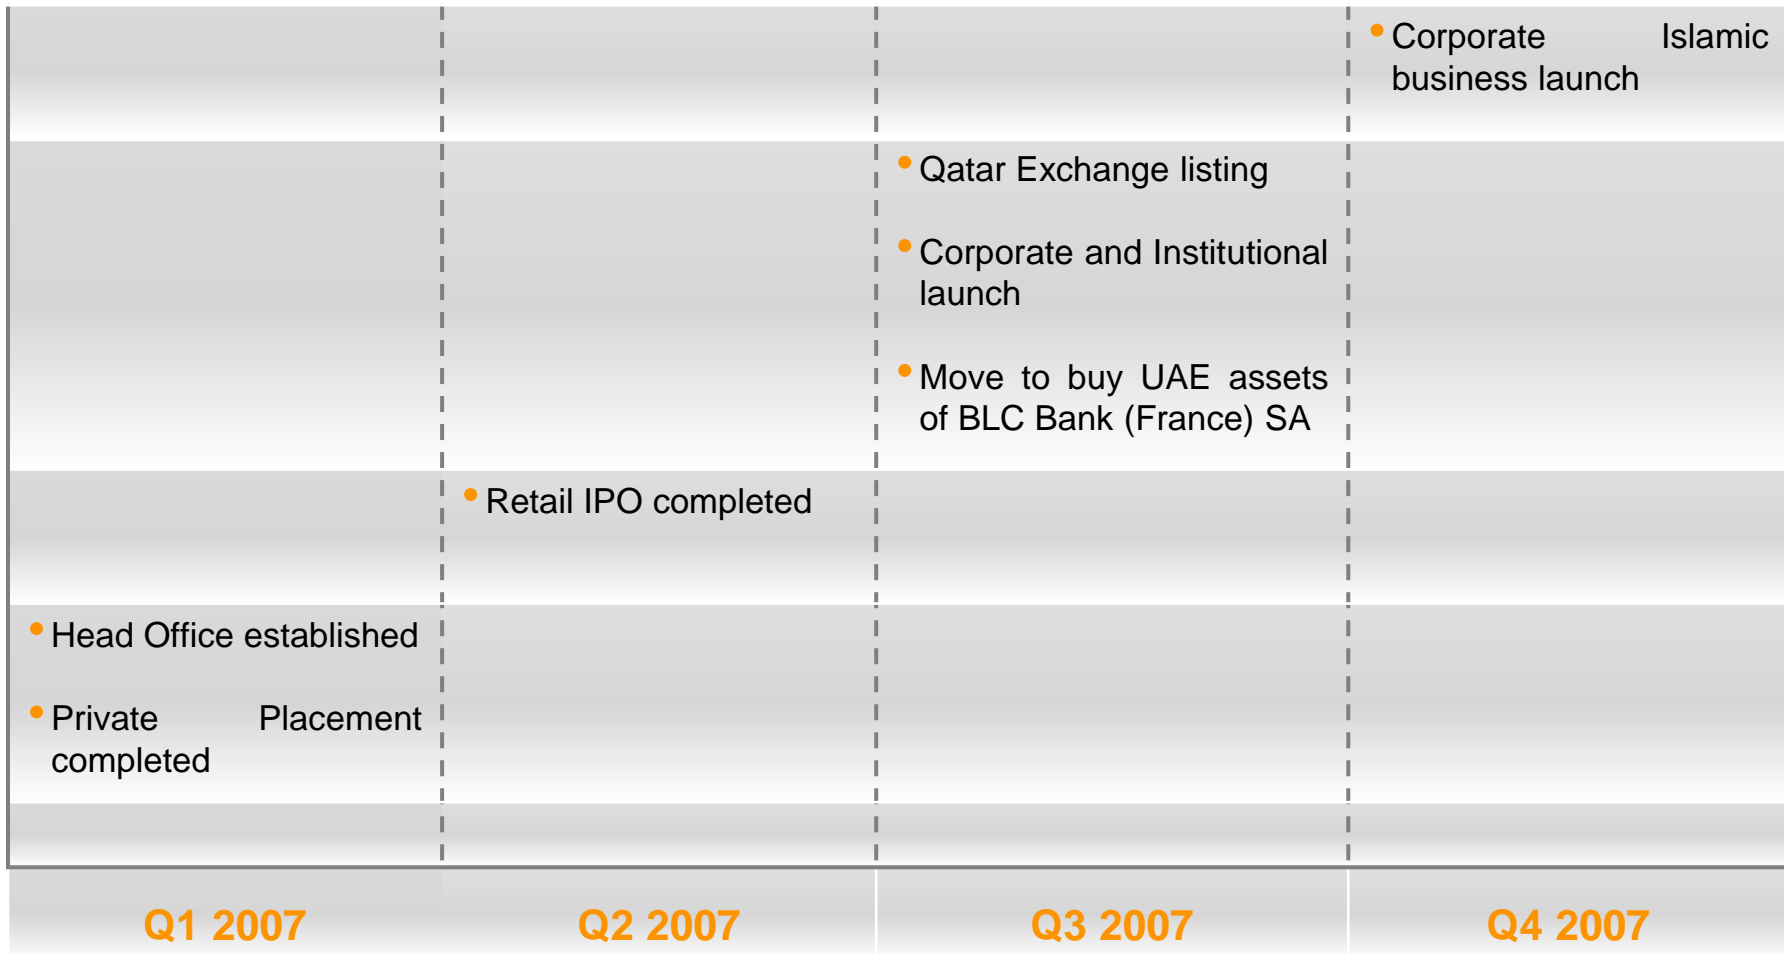 • Corporate Islamic
business launch
• Qatar Exchange listing
• Corporate and Institutional
launch
• Move to buy UAE assets
of BLC Bank (France) SA
• Retail IPO completed
• Head Office established
• Private Placement
completed
Q1 2007 Q2 2007 Q3 2007 Q4 2007